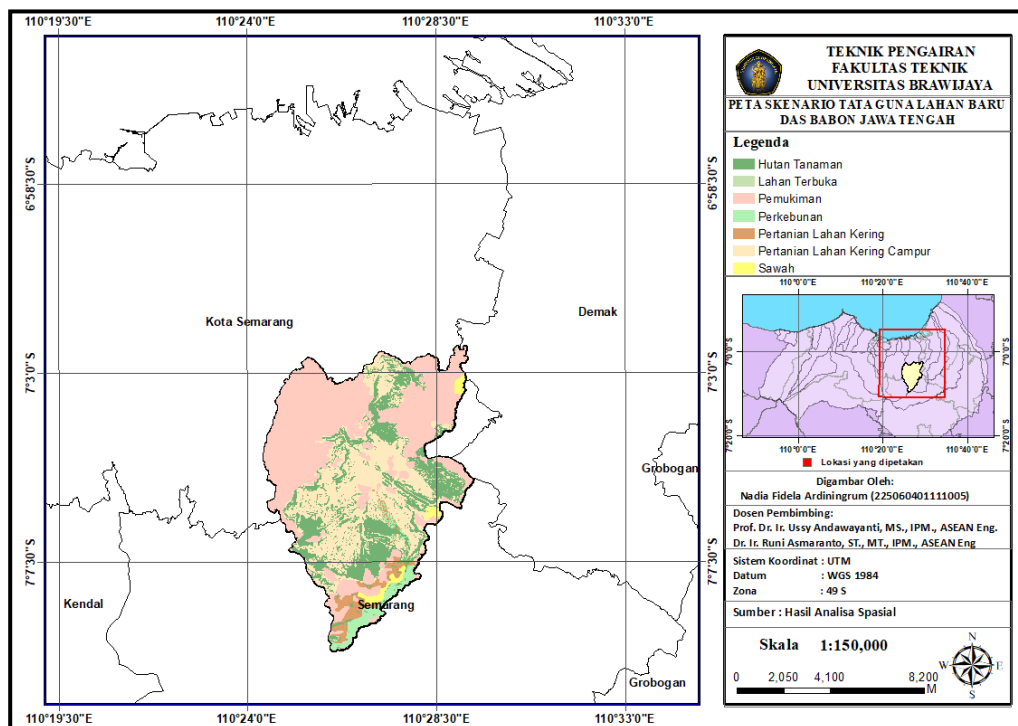 110°19'30"E 110°24'0"E 110°28'30"E 110°33'0"E
6°58'30"S
7°3'0"S
7°7'30"S
6°58'30"S
7°3'0"S
7°7'30"S
110°19'30"E 110°24'0"E 110°28'30"E 110°33'0"E
Kota Semarang
Demak
Grobogan
Kendal
Semarang
Grobogan
TEKNIK PENGAIRAN
FAKULTAS TEKNIK
UNIVERSITAS BRAWIJAYA
PETA SKENARIO TATA GUNA LAHAN BARU
DAS BABON JAWA TENGAH
Legenda
Hutan Tanaman
Lahan Terbuka
Pemukiman
Perkebunan
Pertanian Lahan Kering
Pertanian Lahan Kering Campur
Sawah
110°0'0"E 110°20'0"E 110°40'0"E
7°0'0"S
7°20'0"S
7°0'0"S
7°20'0"S
110°0'0"E 110°20'0"E 110°40'0"E
Lokasi yang dipetakan
Digambar Oleh:
Nadia Fidela Ardiningrum (225060401111005)
Dosen Pembimbing:
Prof. Dr. Ir. Ussy Andawayanti, MS., IPM., ASEAN Eng.
Dr. Ir. Runi Asmaranto, ST., MT., IPM., ASEAN Eng
Sistem Koordinat : UTM
Datum : WGS 1984
Zona : 49 S
Sumber : Hasil Analisa Spasial
Skala 1:150,000
0 2,050 4,100 8,200
M
N
W E
S